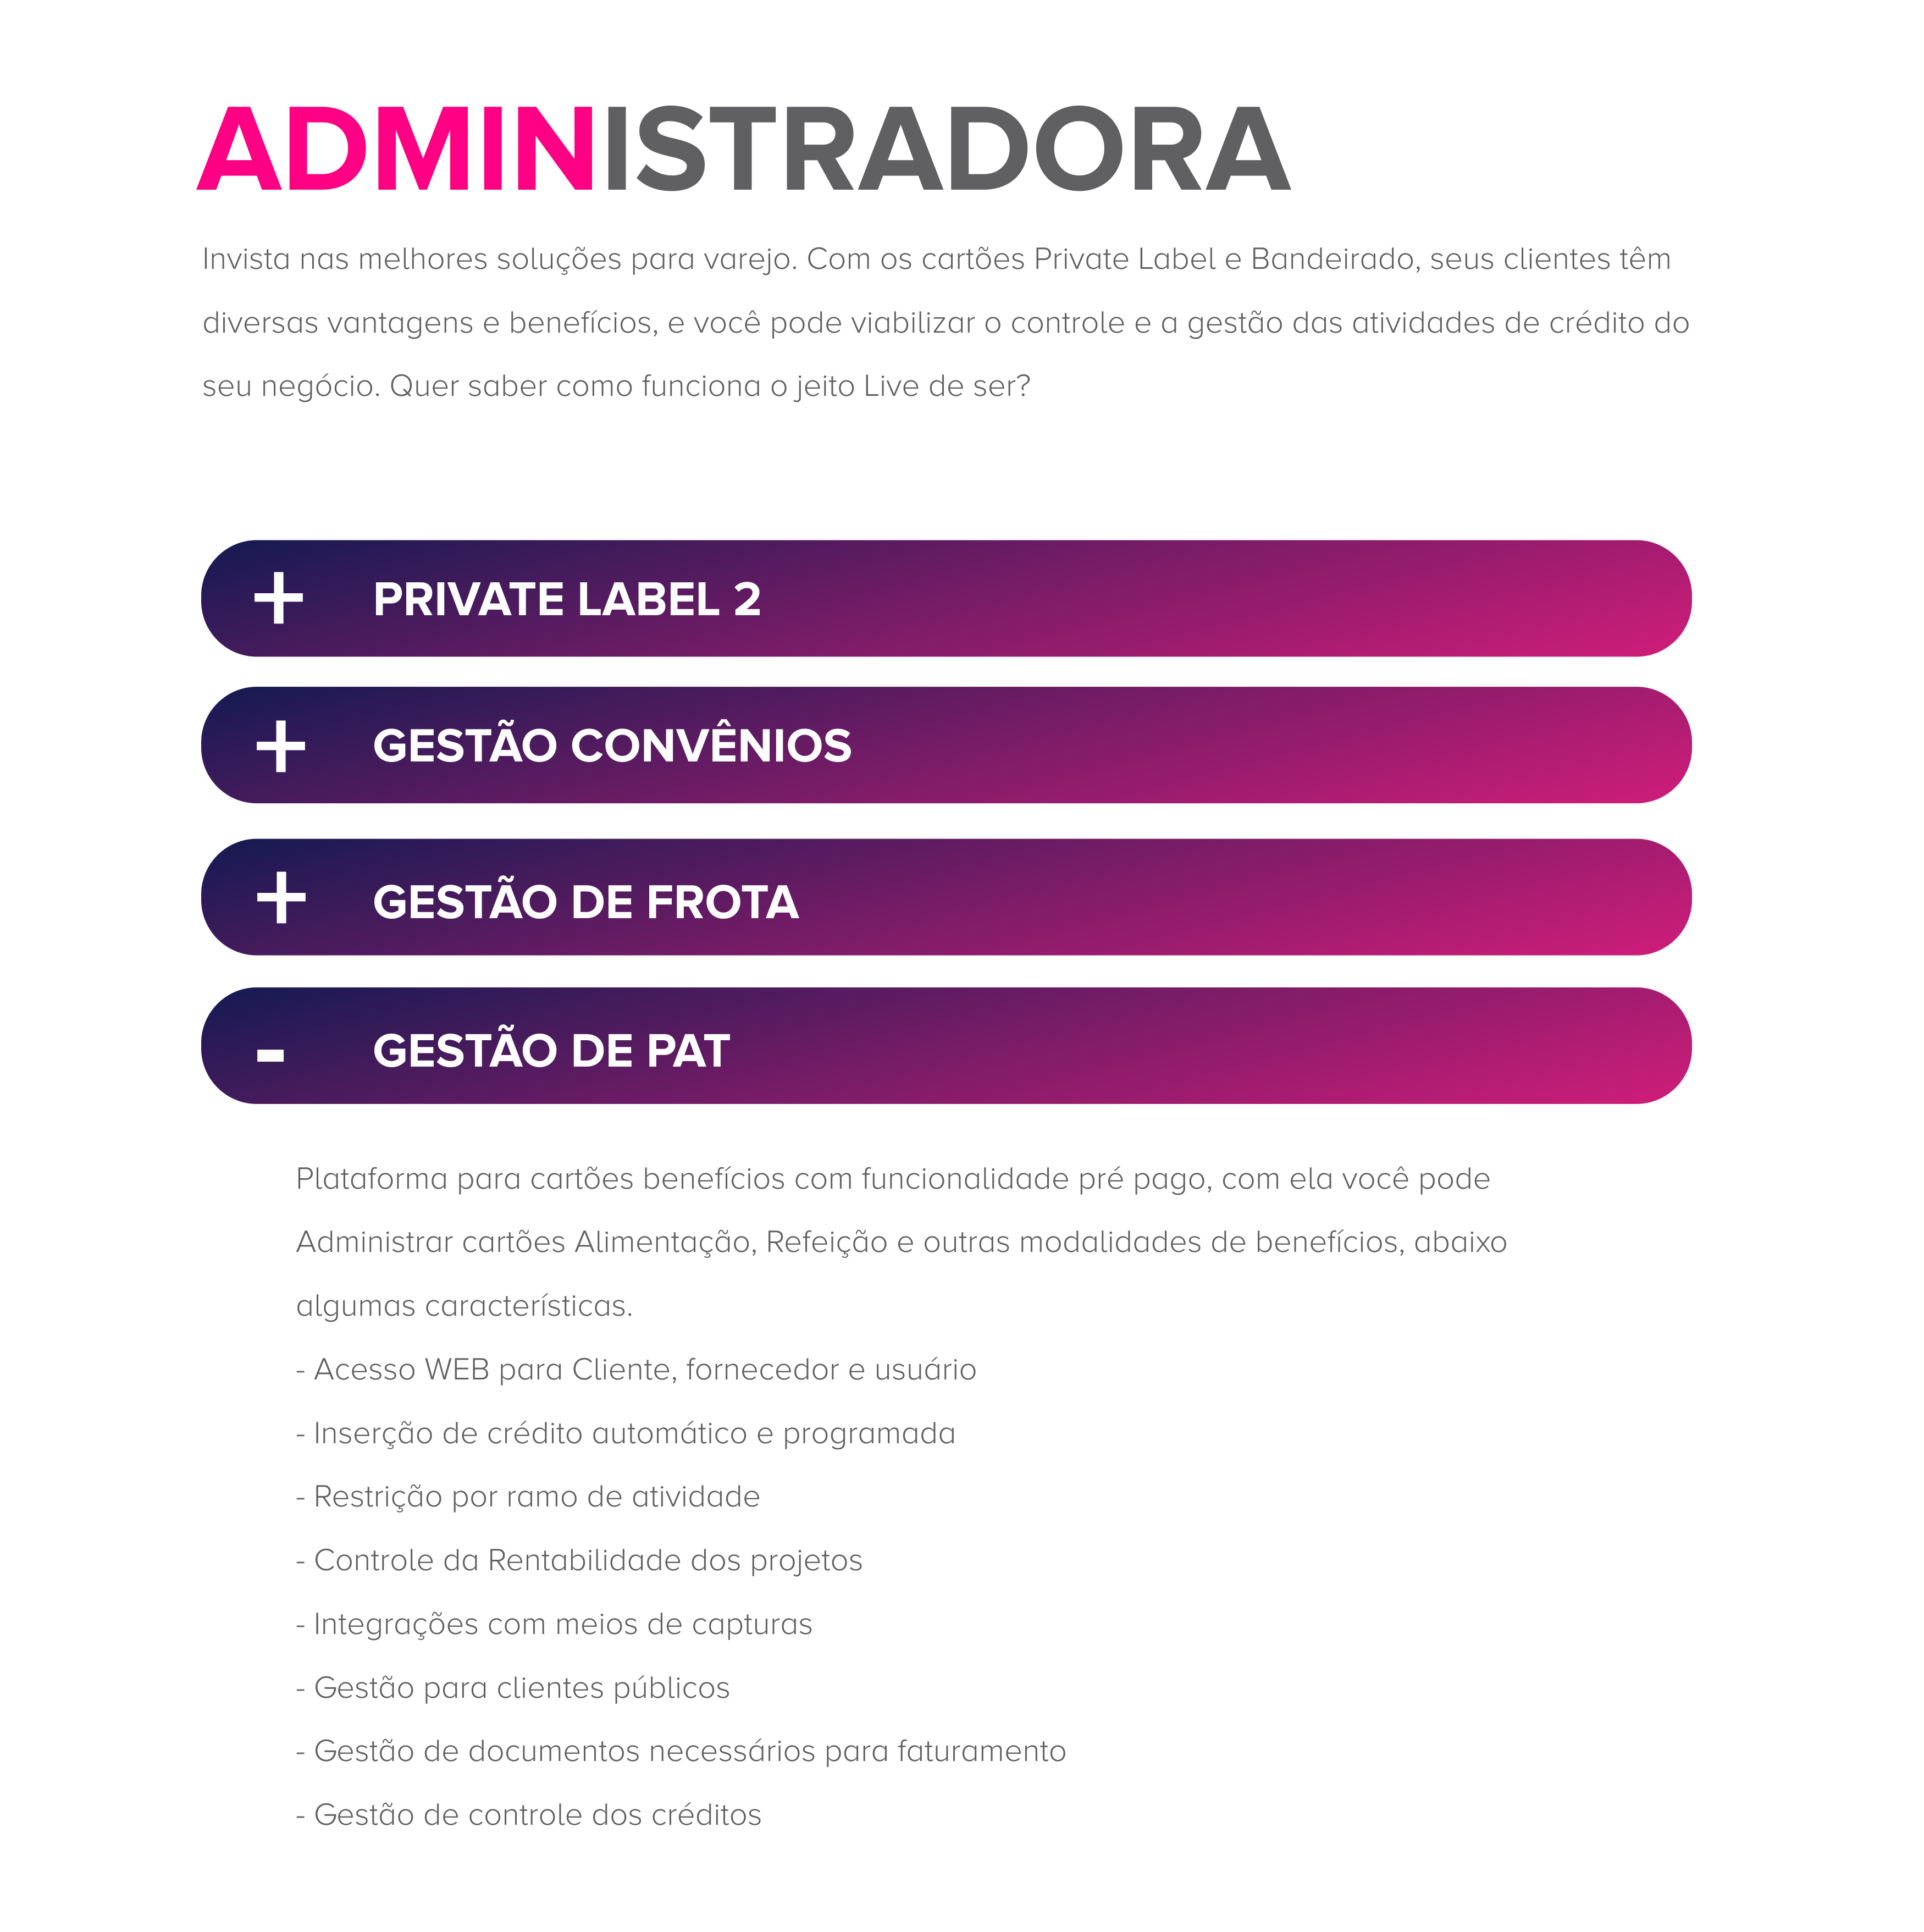 ADMINISTRADORA
Invista nas melhores soluções para varejo. Com os cartões Private Label e Bandeirado, seus clientes têm
diversas vantagens e benefícios, e você pode viabilizar o controle e a gestão das atividades de crédito do
seu negócio. Quer saber como funciona o jeito Live de ser?
+ PRIVATE LABEL 2
+ GESTÃO CONVÊNIOS
+ GESTÃO DE FROTA
- GESTÃO DE PAT
Plataforma para cartões benefícios com funcionalidade pré pago, com ela você pode
Administrar cartões Alimentação, Refeição e outras modalidades de benefícios, abaixo
algumas características.
- Acesso WEB para Cliente, fornecedor e usuário
- Inserção de crédito automático e programada
- Restrição por ramo de atividade
- Controle da Rentabilidade dos projetos
- Integrações com meios de capturas
- Gestão para clientes públicos
- Gestão de documentos necessários para faturamento
- Gestão de controle dos créditos